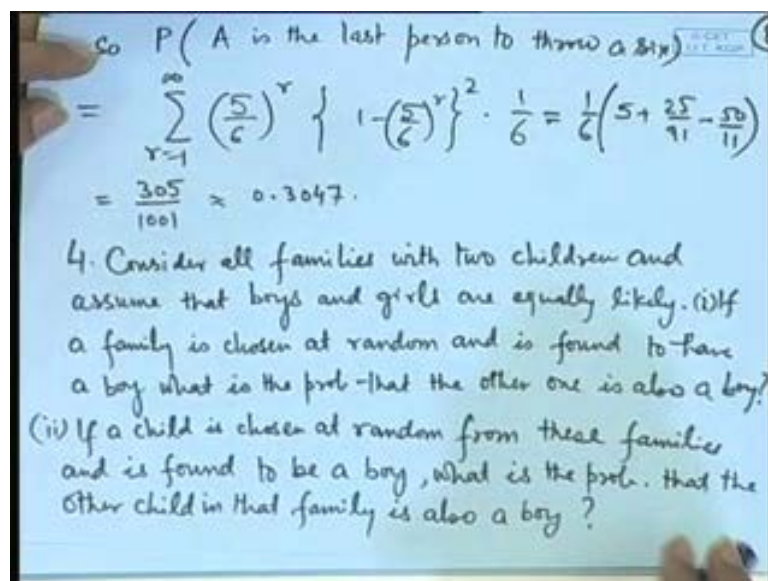 So P( A is the last person to throw a six)
= ∞ Σ r=1 (5/6)^r { 1-(5/6)^r }^2 . 1/6 = 1/6 (5 + 25/91 - 50/11)
= 305/1001 ≈ 0.3047.
4. Consider all families with two children and
assume that boys and girls are equally likely. (i) If
a family is chosen at random and is found to have
a boy what is the prob that the other one is also a boy?
(ii) If a child is chosen at random from these families
and is found to be a boy, what is the prob. that the
other child in that family is also a boy ?